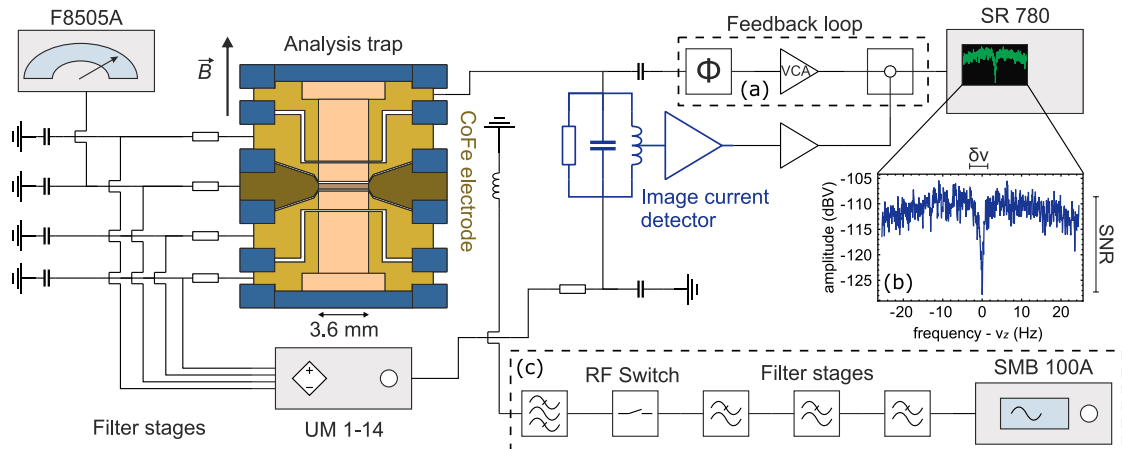 F8505A
B
Analysis trap
CoFe electrode
3.6 mm
Filter stages
UM 1-14
+
−
Feedback loop
Φ
VCA
(a)
SR 780
Image current
detector
δν
-105
-110
-115
-120
-125
amplitude (dBV)
SNR
(b)
-20 -10 0 10 20
frequency - νz (Hz)
(c)
RF Switch
Filter stages
SMB 100A